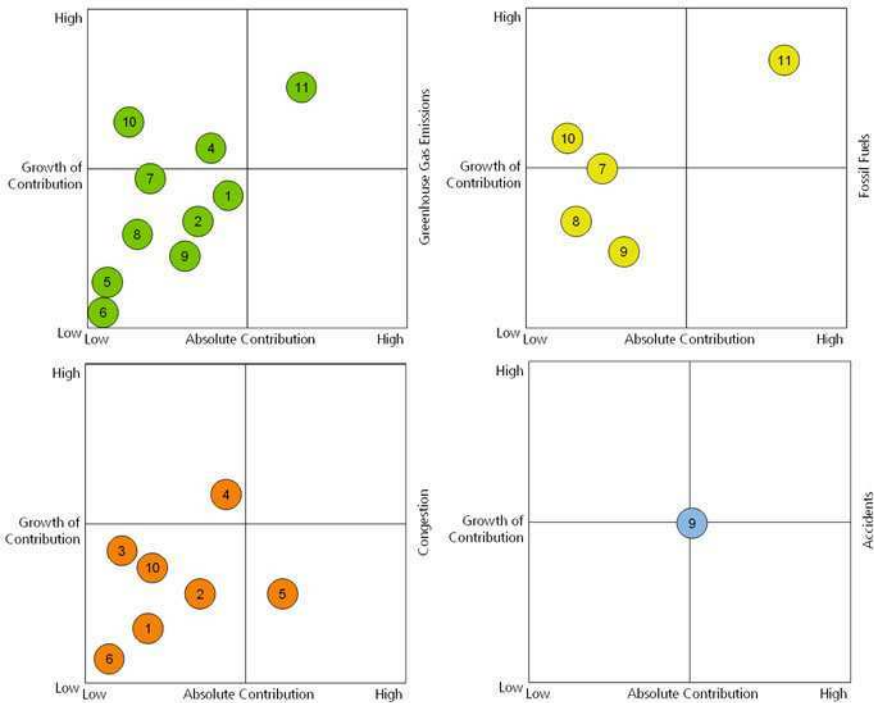 High
11
10
4
Growth of
Contribution
7
1
2
8
9
5
6
Low
Low
Absolute Contribution
High
Greenhouse Gas Emissions
High
11
10
Growth of
Contribution
7
8
9
Low
Low
Absolute Contribution
High
Fossil Fuels
High
4
Growth of
Contribution
3
10
2
5
1
6
Low
Low
Absolute Contribution
High
Congestion
High
Growth of
Contribution
9
Low
Low
Absolute Contribution
High
Accidents